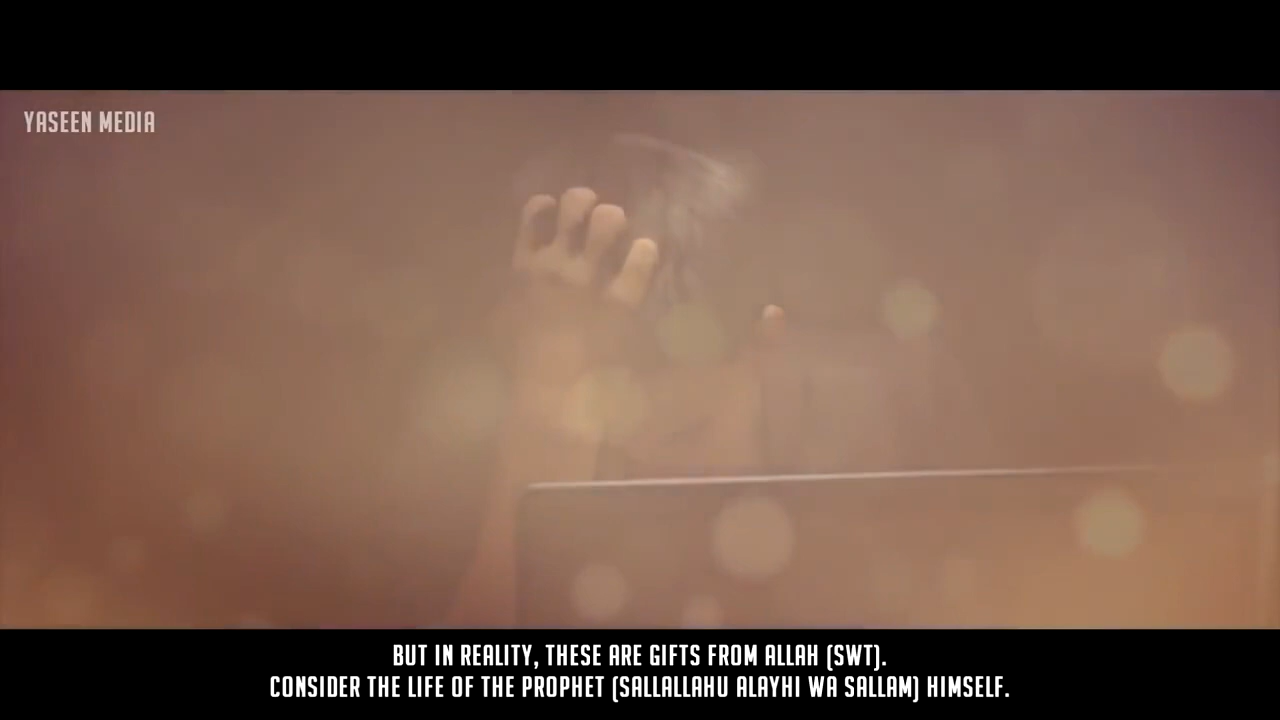 YASEEN MEDIA
BUT IN REALITY, THESE ARE GIFTS FROM ALLAH (SWT).
CONSIDER THE LIFE OF THE PROPHET (SALLALLAHU ALAYHI WA SALLAM) HIMSELF.